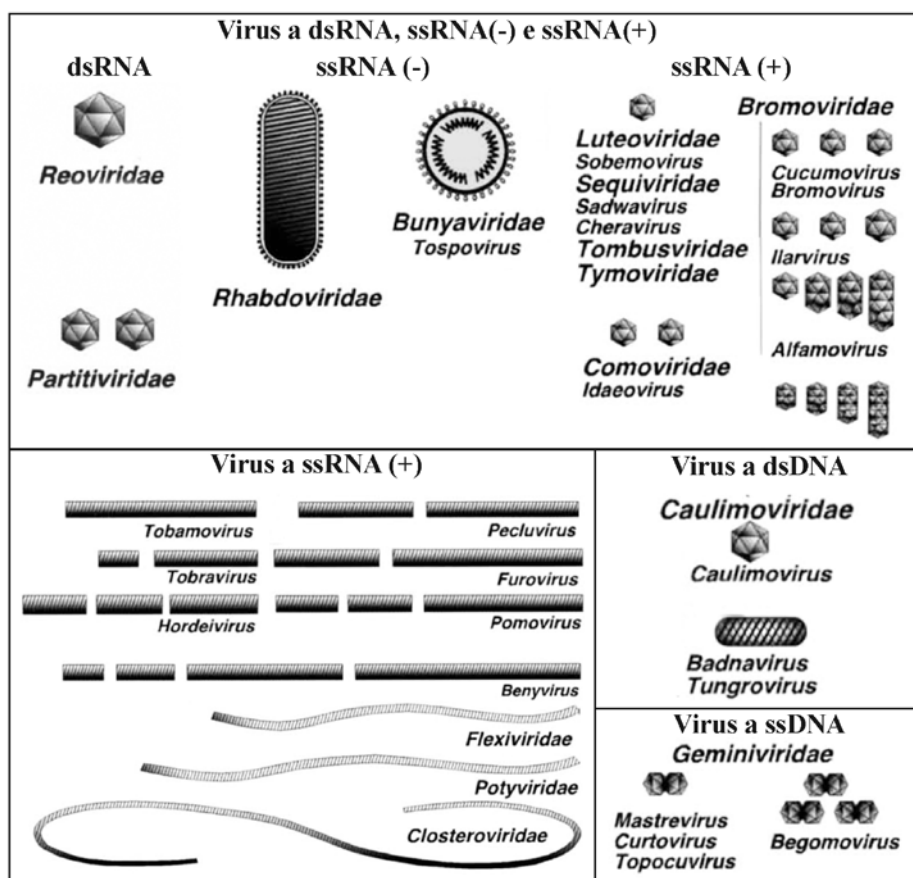 Virus a dsRNA, ssRNA(-) e ssRNA(+)
dsRNA
Reoviridae
Partitiviridae
ssRNA (-)
Rhabdoviridae
Bunyaviridae
Tospovirus
ssRNA (+)
Luteoviridae
Sobemovirus
Sequiviridae
Sadwavirus
Cheravirus
Tombusviridae
Tymoviridae
Comoviridae
Idaeovirus
Bromoviridae
Cucumovirus
Bromovirus
Ilarvirus
Alfamovirus
Virus a ssRNA (+)
Tobamovirus
Pecluvirus
Tobravirus
Furovirus
Hordeivirus
Pomovirus
Benyvirus
Flexiviridae
Potyviridae
Closteroviridae
Virus a dsDNA
Caulimoviridae
Caulimovirus
Badnavirus
Tungrovirus
Virus a ssDNA
Geminiviridae
Mastrevirus
Curtovirus
Topocuvirus
Begomovirus